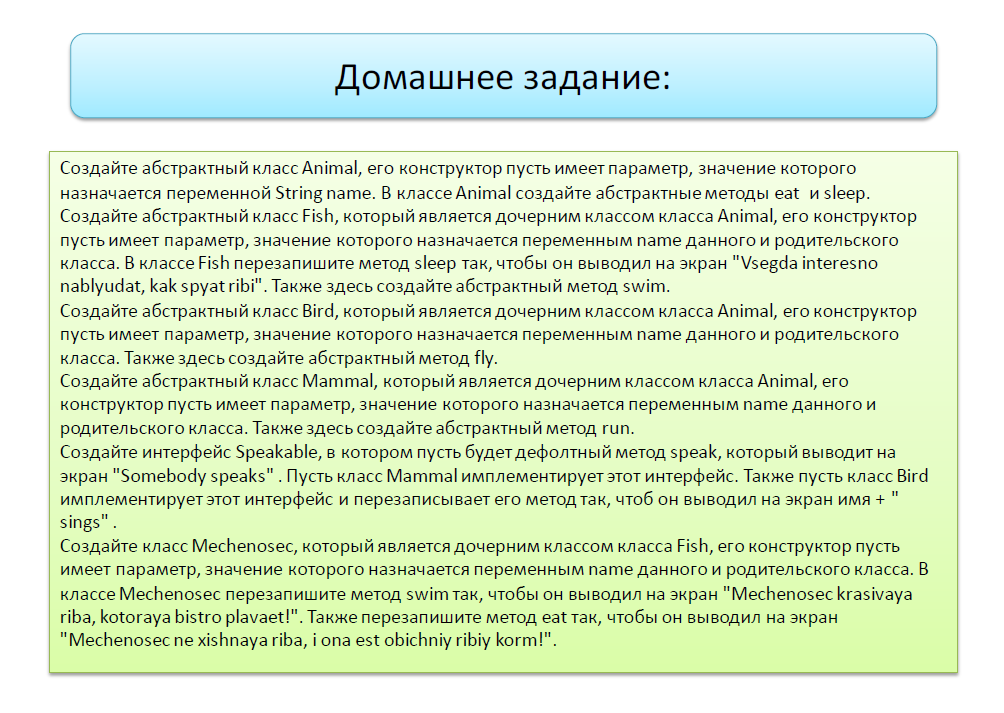 Домашнее задание:
Создайте абстрактный класс Animal, его конструктор пусть имеет параметр, значение которого
назначается переменной String name. В классе Animal создайте абстрактные методы eat  и sleep.
Создайте абстрактный класс Fish, который является дочерним классом класса Animal, его конструктор
пусть имеет параметр, значение которого назначается переменным name данного и родительского
класса. В классе Fish перезапишите метод sleep так, чтобы он выводил на экран "Vsegda interesno
nablyudat, kak spyat ribi". Также здесь создайте абстрактный метод swim.
Создайте абстрактный класс Bird, который является дочерним классом класса Animal, его конструктор
пусть имеет параметр, значение которого назначается переменным name данного и родительского
класса. Также здесь создайте абстрактный метод fly.
Создайте абстрактный класс Mammal, который является дочерним классом класса Animal, его
конструктор пусть имеет параметр, значение которого назначается переменным name данного и
родительского класса. Также здесь создайте абстрактный метод run.
Создайте интерфейс Speakable, в котором пусть будет дефолтный метод speak, который выводит на
экран "Somebody speaks" . Пусть класс Mammal имплементирует этот интерфейс. Также пусть класс Bird
имплементирует этот интерфейс и перезаписывает его метод так, чтоб он выводил на экран имя + "
sings" .
Создайте класс Mechenosec, который является дочерним классом класса Fish, его конструктор пусть
имеет параметр, значение которого назначается переменным name данного и родительского класса. В
классе Mechenosec перезапишите метод swim так, чтобы он выводил на экран "Mechenosec krasivaya
riba, kotoraya bistro plavaet!". Также перезапишите метод eat так, чтобы он выводил на экран
"Mechenosec ne xishnaya riba, i ona est obichniy ribiy korm!".